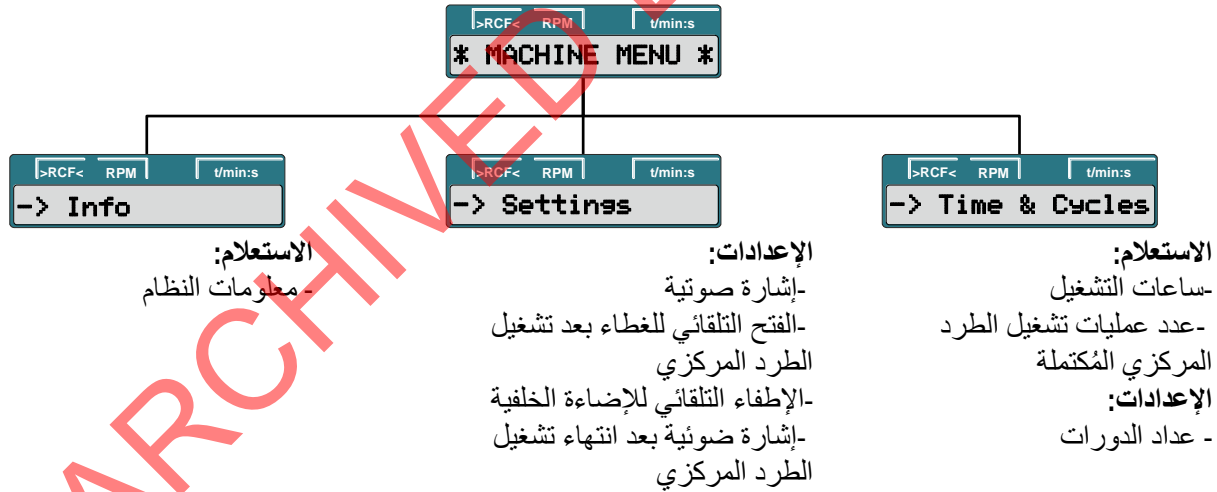 >RCF< RPM t/min:s
* MACHINE MENU *
>RCF< RPM t/min:s
-> Info
الاستعلام:
- معلومات النظام
>RCF< RPM t/min:s
-> Settings
الإعدادات:
-إشارة صوتية
-الفتح التلقائي للغطاء بعد تشغيل
الطرد المركزي
-الإطفاء التلقائي للإضاءة الخلفية
-إشارة ضوئية بعد انتهاء تشغيل
الطرد المركزي
>RCF< RPM t/min:s
-> Time & Cycles
الاستعلام:
-ساعات التشغيل
-عدد عمليات تشغيل الطرد
المركزي المُكتملة
الإعدادات:
- عداد الدورات
ARCHIVED